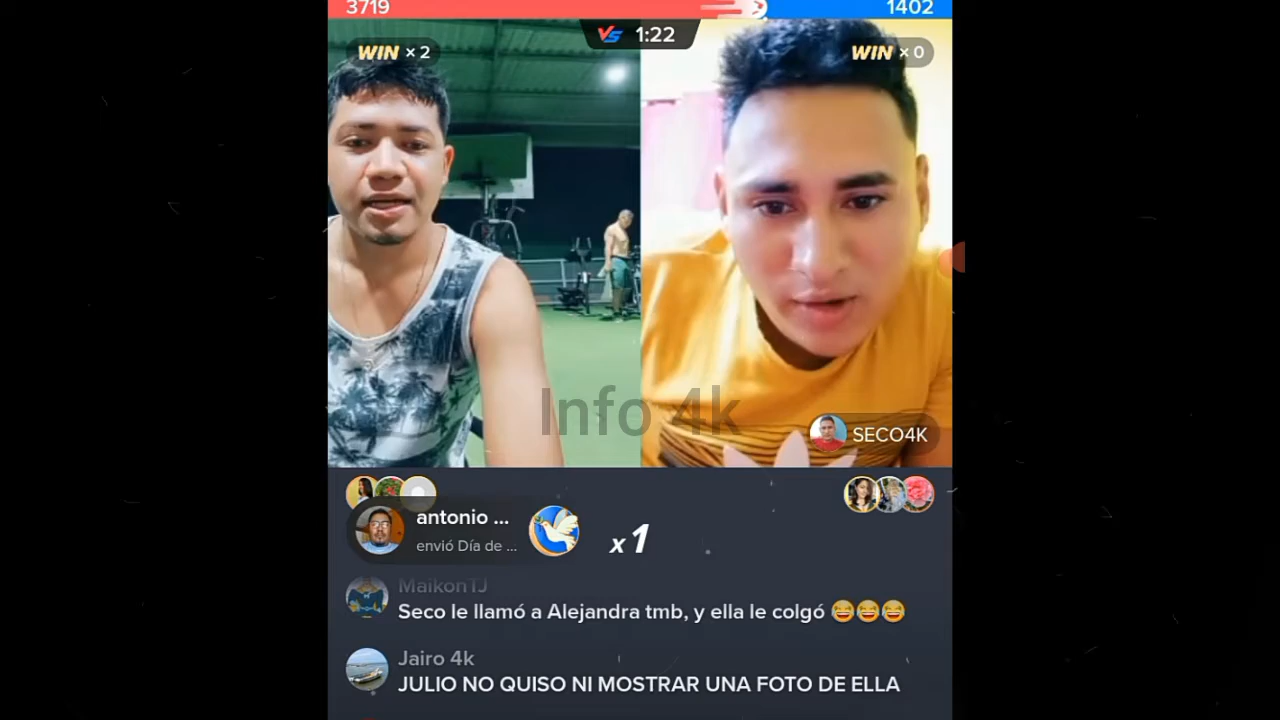 3719
1402
VS 1:22
WIN × 2
WIN × 0
Info 4k
SECO4K
antonio ...
envió Día de ...
x1
MaikonTJ
Seco le llamó a Alejandra tmb, y ella le colgó 😆😆😆
Jairo 4k
JULIO NO QUISO NI MOSTRAR UNA FOTO DE ELLA